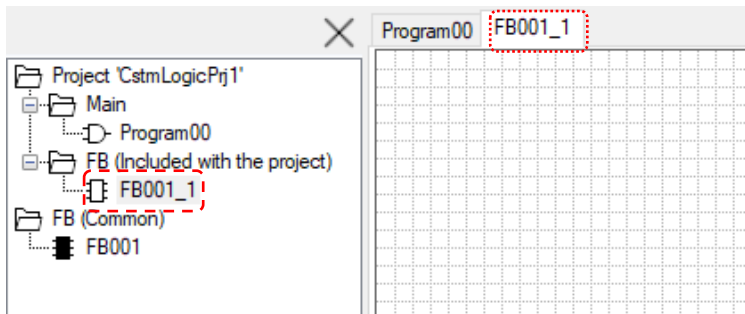 Program00 FB001_1
Project 'CstmLogicPrj1'
Main
Program00
FB (Included with the project)
FB001_1
FB (Common)
FB001